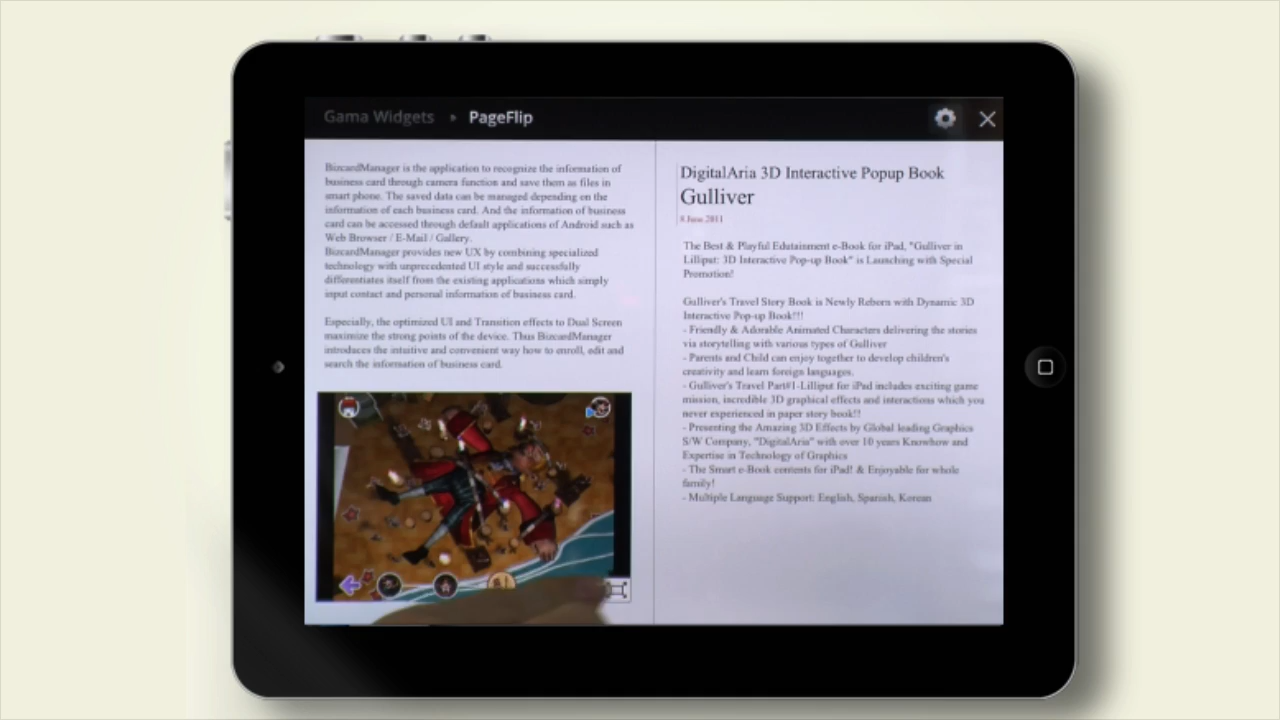 Gama Widgets ▸ PageFlip
BizcardManager is the application to recognize the information of
business card through camera function and save them as files in
smart phone. The saved data can be managed depending on the
information of each business card. And the information of business
card can be accessed through default applications of Android such as
Web Browser / E-Mail / Gallery.
BizcardManager provides new UX by combining specialized
technology with unprecedented UI style and successfully
differentiates itself from the existing applications which simply
input contact and personal information of business card.
Especially, the optimized UI and Transition effects to Dual Screen
maximize the strong points of the device. Thus BizcardManager
introduces the intuitive and convenient way how to enroll, edit and
search the information of business card.
DigitalAria 3D Interactive Popup Book
Gulliver
8 June 2011
The Best & Playful Edutainment e-Book for iPad, "Gulliver in
Lilliput: 3D Interactive Pop-up Book" is Launching with Special
Promotion!
Gulliver's Travel Story Book is Newly Reborn with Dynamic 3D
Interactive Pop-up Book!!!
- Friendly & Adorable Animated Characters delivering the stories
via storytelling with various types of Gulliver
- Parents and Child can enjoy together to develop children's
creativity and learn foreign languages.
- Gulliver's Travel Part#1-Lilliput for iPad includes exciting game
mission, incredible 3D graphical effects and interactions which you
never experienced in paper story book!!
- Presenting the Amazing 3D Effects by Global leading Graphics
S/W Company, "DigitalAria" with over 10 years Knowhow and
Expertise in Technology of Graphics
- The Smart e-Book contents for iPad! & Enjoyable for whole
family!
- Multiple Language Support: English, Spanish, Korean